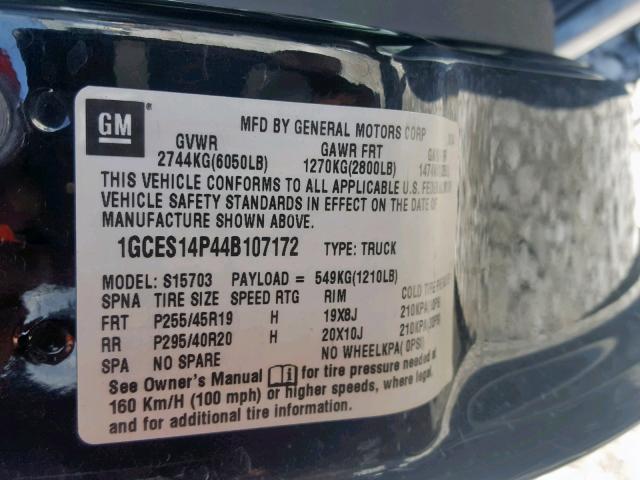 GM ®
MFD BY GENERAL MOTORS CORP
GVWR GAWR FRT
2744KG(6050LB) 1270KG(2800LB)
THIS VEHICLE CONFORMS TO ALL APPLICABLE U.S.
VEHICLE SAFETY STANDARDS IN EFFECT ON THE DATE OF
MANUFACTURE SHOWN ABOVE.
1GCES14P44B107172 TYPE: TRUCK
MODEL: S15703 PAYLOAD = 549KG(1210LB)
SPNA TIRE SIZE SPEED RTG RIM COLD TIRE
FRT P255/45R19 H 19X8J
RR P295/40R20 H 20X10J
SPA NO SPARE NO WHEELKPA( 0PSI)
See Owner's Manual for tire pressure needed at
160 Km/H (100 mph) or higher speeds, where legal
and for additional tire information.